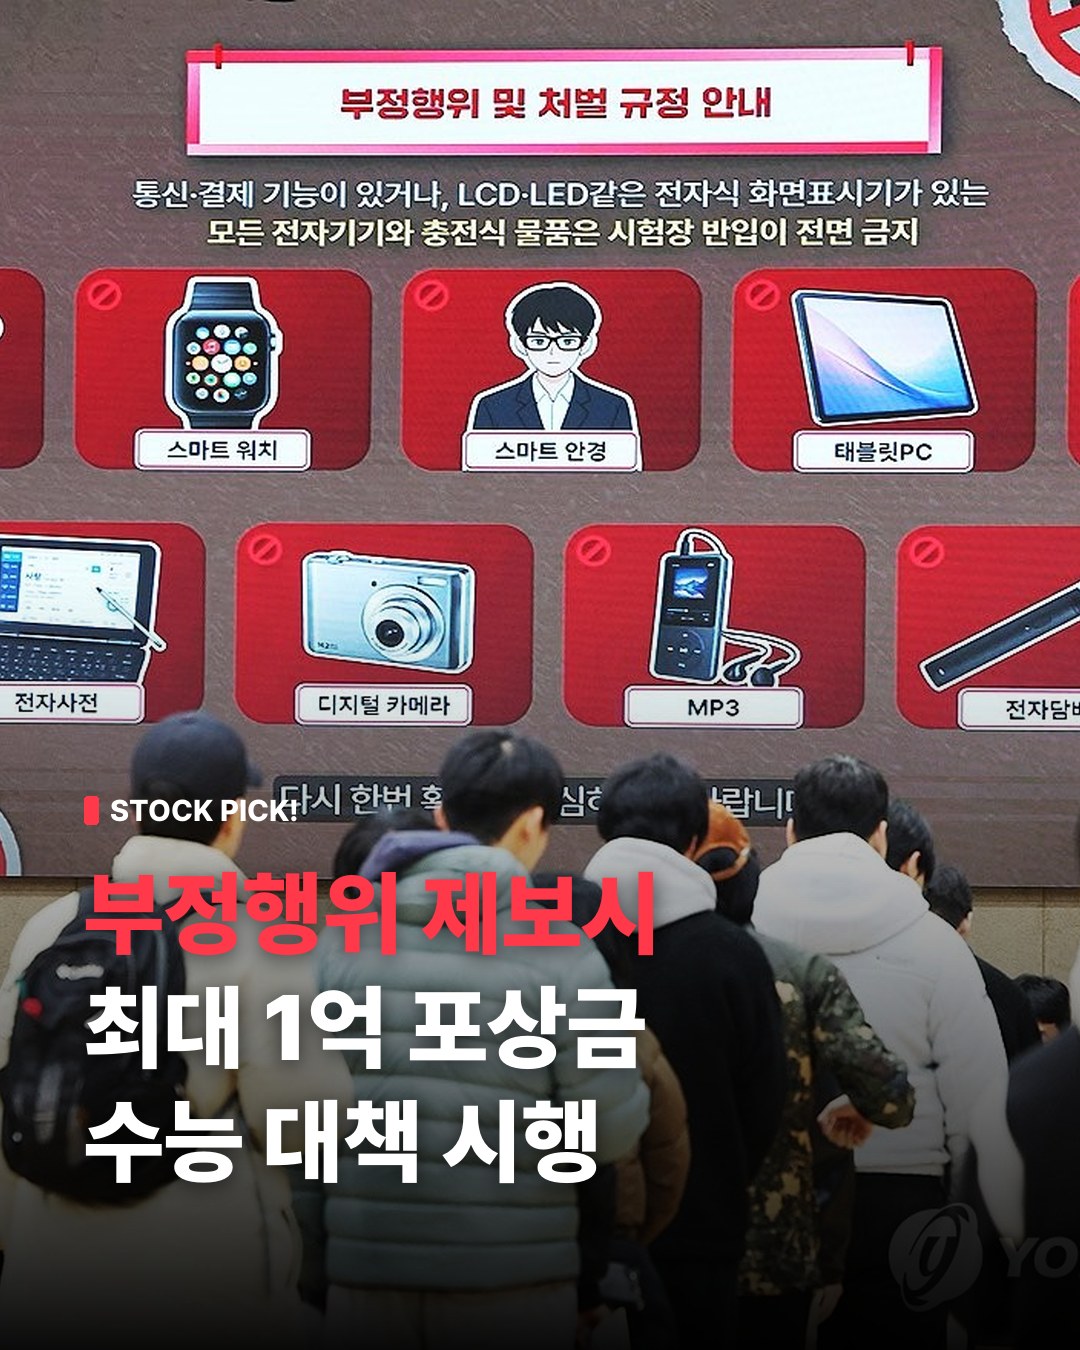 부정행위 및 처벌 규정 안내
통신·결제 기능이 있거나, LCD·LED같은 전자식 화면표시기가 있는
모든 전자기기와 충전식 물품은 시험장 반입이 전면 금지
스마트 워치
스마트 안경
태블릿PC
전자사전
디지털 카메라
MP3
전자담배
다시 한번
STOCK PICK!
부정행위 제보시
최대 1억 포상금
수능 대책 시행
YO